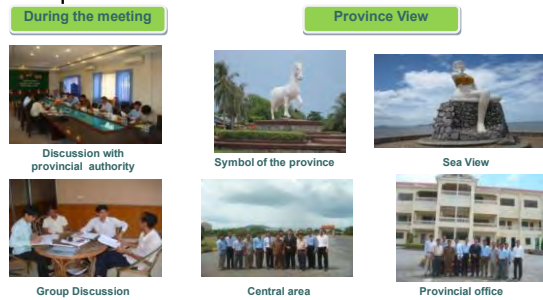 During the meeting
Province View
Discussion with
provincial authority
Symbol of the province
Sea View
Group Discussion
Central area
Provincial office